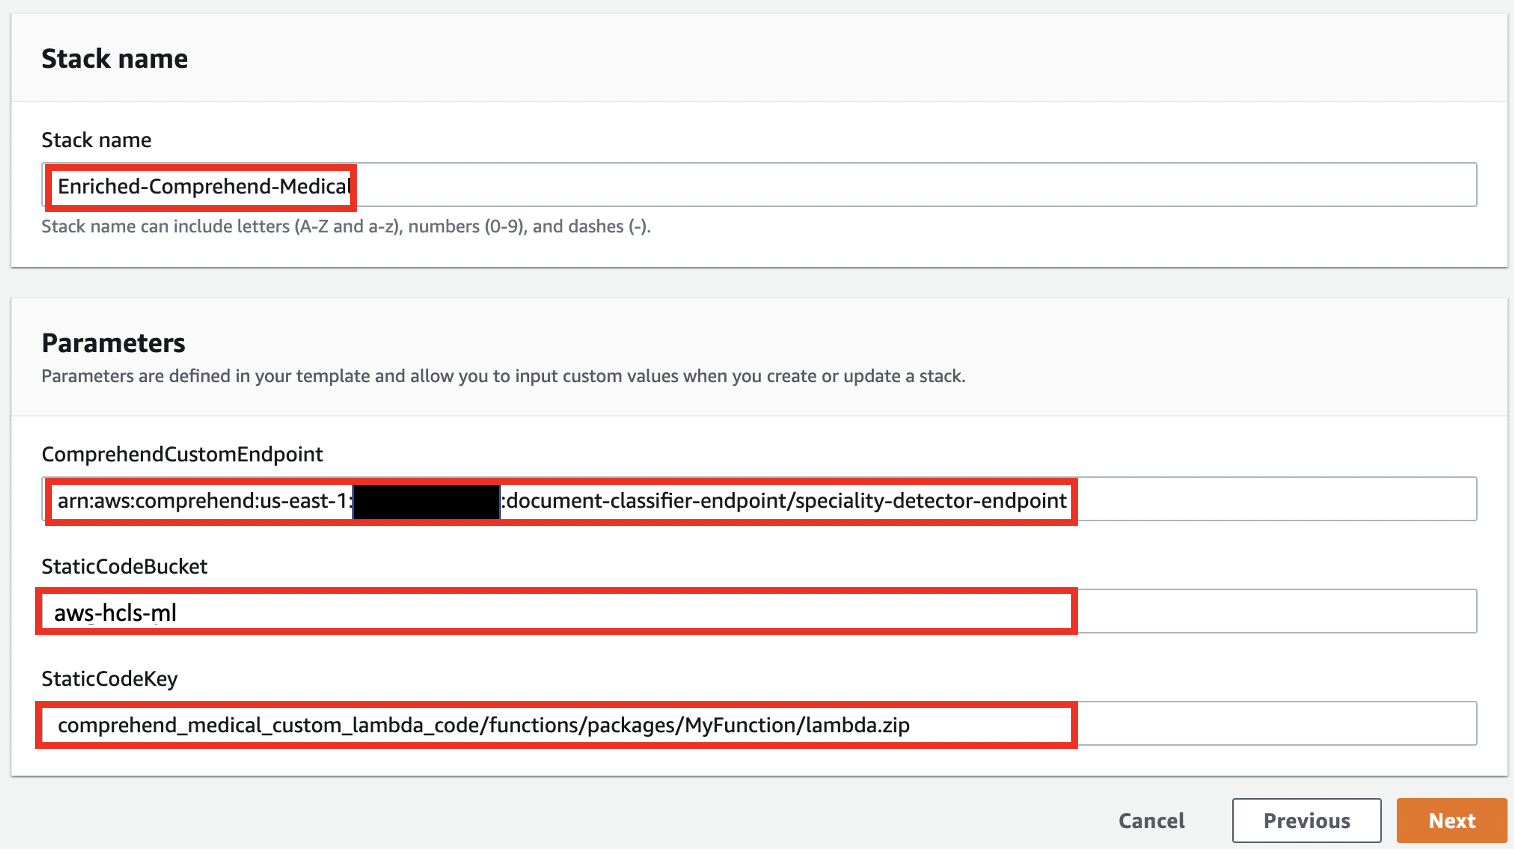 Stack name
Stack name
Enriched-Comprehend-Medical
Stack name can include letters (A-Z and a-z), numbers (0-9), and dashes (-).
Parameters
Parameters are defined in your template and allow you to input custom values when you create or update a stack.
ComprehendCustomEndpoint
arn:aws:comprehend:us-east-1: :document-classifier-endpoint/speciality-detector-endpoint
StaticCodeBucket
aws-hcls-ml
StaticCodeKey
comprehend_medical_custom_lambda_code/functions/packages/MyFunction/lambda.zip
Cancel Previous Next